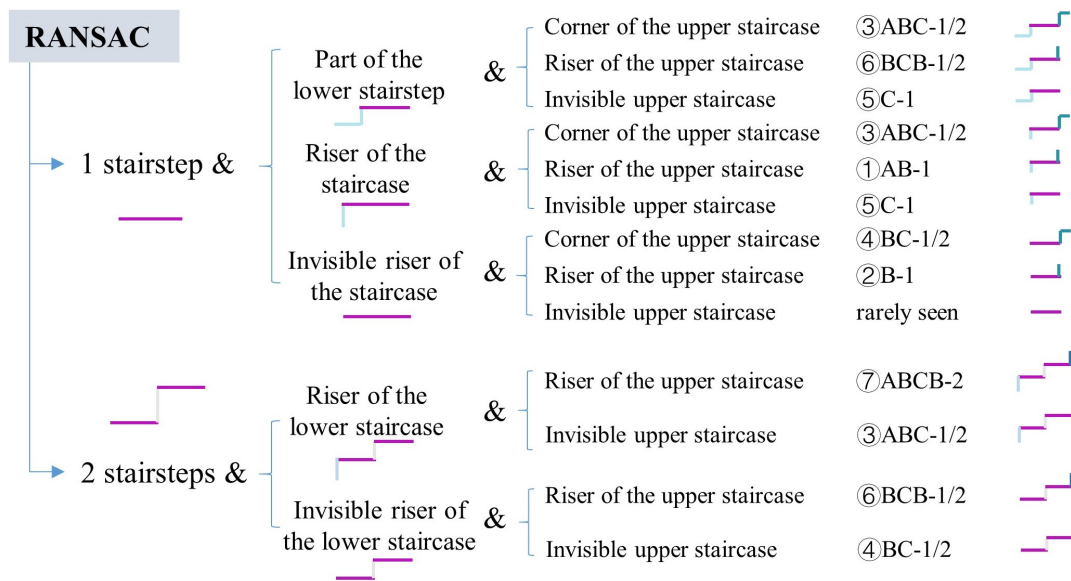 RANSAC
1 stairstep &
Part of the
lower stairstep
&
Corner of the upper staircase ③ABC-1/2
Riser of the upper staircase ⑥BCB-1/2
Invisible upper staircase ⑤C-1
Riser of the
staircase
&
Corner of the upper staircase ③ABC-1/2
Riser of the upper staircase ①AB-1
Invisible upper staircase ⑤C-1
Invisible riser of
the staircase
&
Corner of the upper staircase ④BC-1/2
Riser of the upper staircase ②B-1
Invisible upper staircase rarely seen
2 stairsteps &
Riser of the
lower staircase
&
Riser of the upper staircase ⑦ABCB-2
Invisible upper staircase ③ABC-1/2
Invisible riser of
the lower staircase
&
Riser of the upper staircase ⑥BCB-1/2
Invisible upper staircase ④BC-1/2